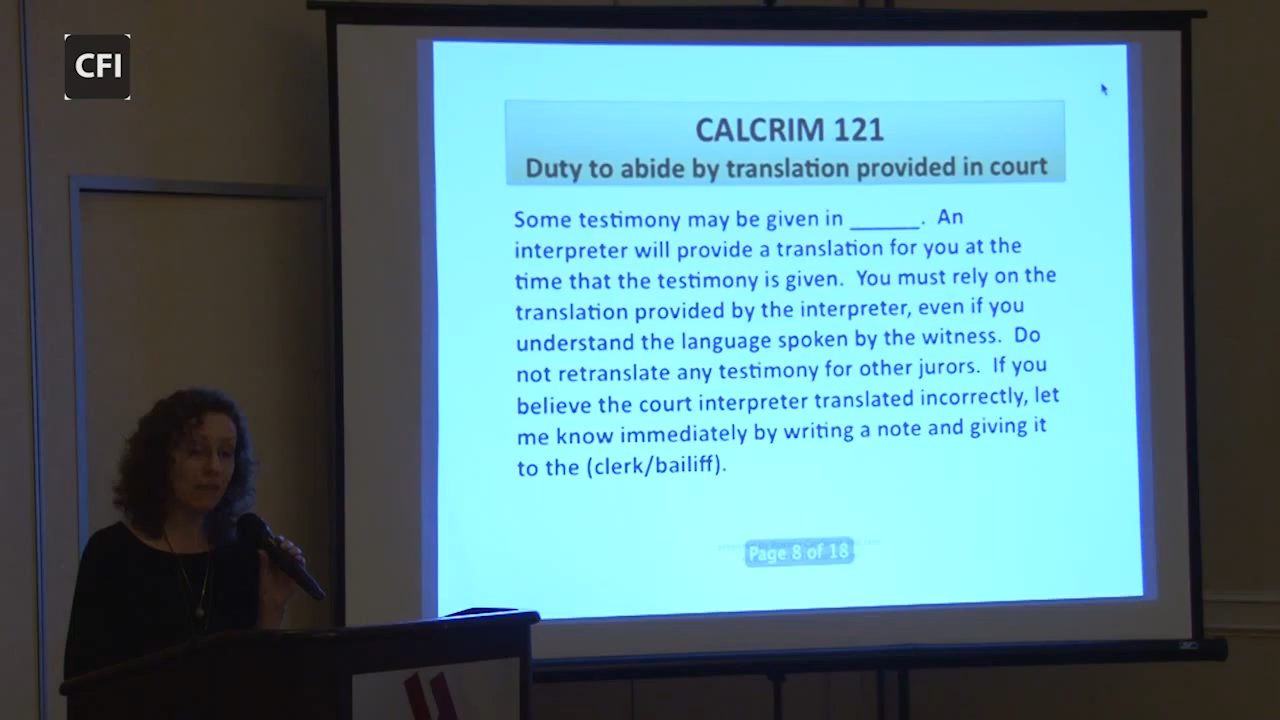 CFI
CALCRIM 121
Duty to abide by translation provided in court
Some testimony may be given in ______. An
interpreter will provide a translation for you at the
time that the testimony is given. You must rely on the
translation provided by the interpreter, even if you
understand the language spoken by the witness. Do
not retranslate any testimony for other jurors. If you
believe the court interpreter translated incorrectly, let
me know immediately by writing a note and giving it
to the (clerk/bailiff).
Page 8 of 18